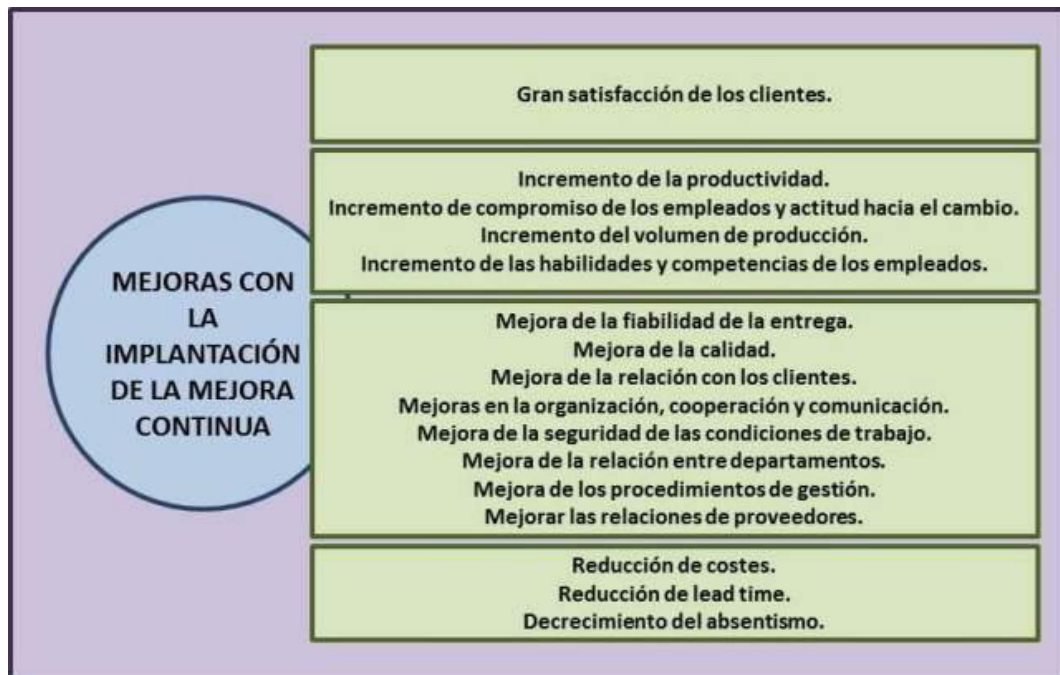 MEJORAS CON
LA
IMPLANTACIÓN
DE LA MEJORA
CONTINUA
Gran satisfacción de los clientes.
Incremento de la productividad.
Incremento de compromiso de los empleados y actitud hacia el cambio.
Incremento del volumen de producción.
Incremento de las habilidades y competencias de los empleados.
Mejora de la fiabilidad de la entrega.
Mejora de la calidad.
Mejora de la relación con los clientes.
Mejoras en la organización, cooperación y comunicación.
Mejora de la seguridad de las condiciones de trabajo.
Mejora de la relación entre departamentos.
Mejora de los procedimientos de gestión.
Mejorar las relaciones de proveedores.
Reducción de costes.
Reducción de lead time.
Decrecimiento del absentismo.